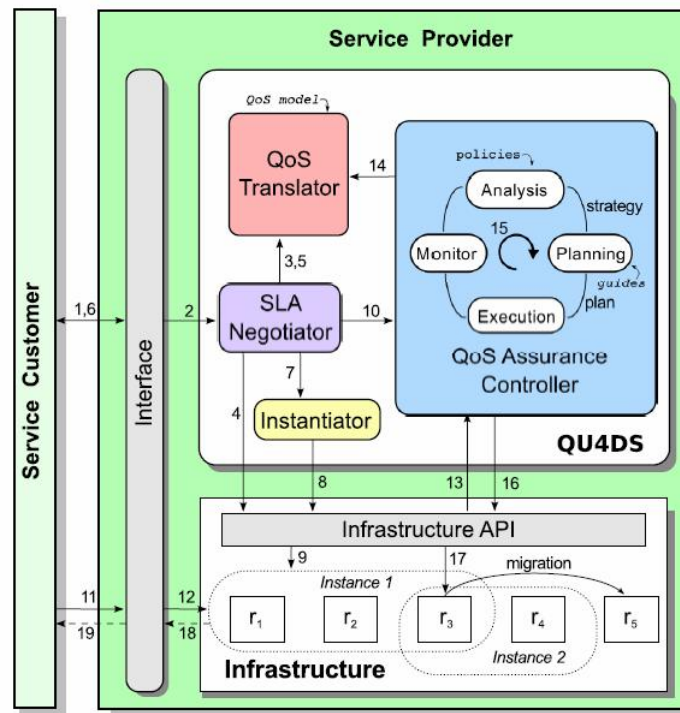 Service Provider
QoS model
QoS
Translator
14
policies
Analysis
strategy
15
Monitor
Planning
guides
plan
Execution
QoS Assurance
Controller
3,5
1,6
2
SLA
Negotiator
10
7
4
Instantiator
QU4DS
8
13
16
Service Customer
Interface
Infrastructure API
9
17
migration
Instance 1
11
12
r1
r2
r3
r4
r5
19
18
Instance 2
Infrastructure